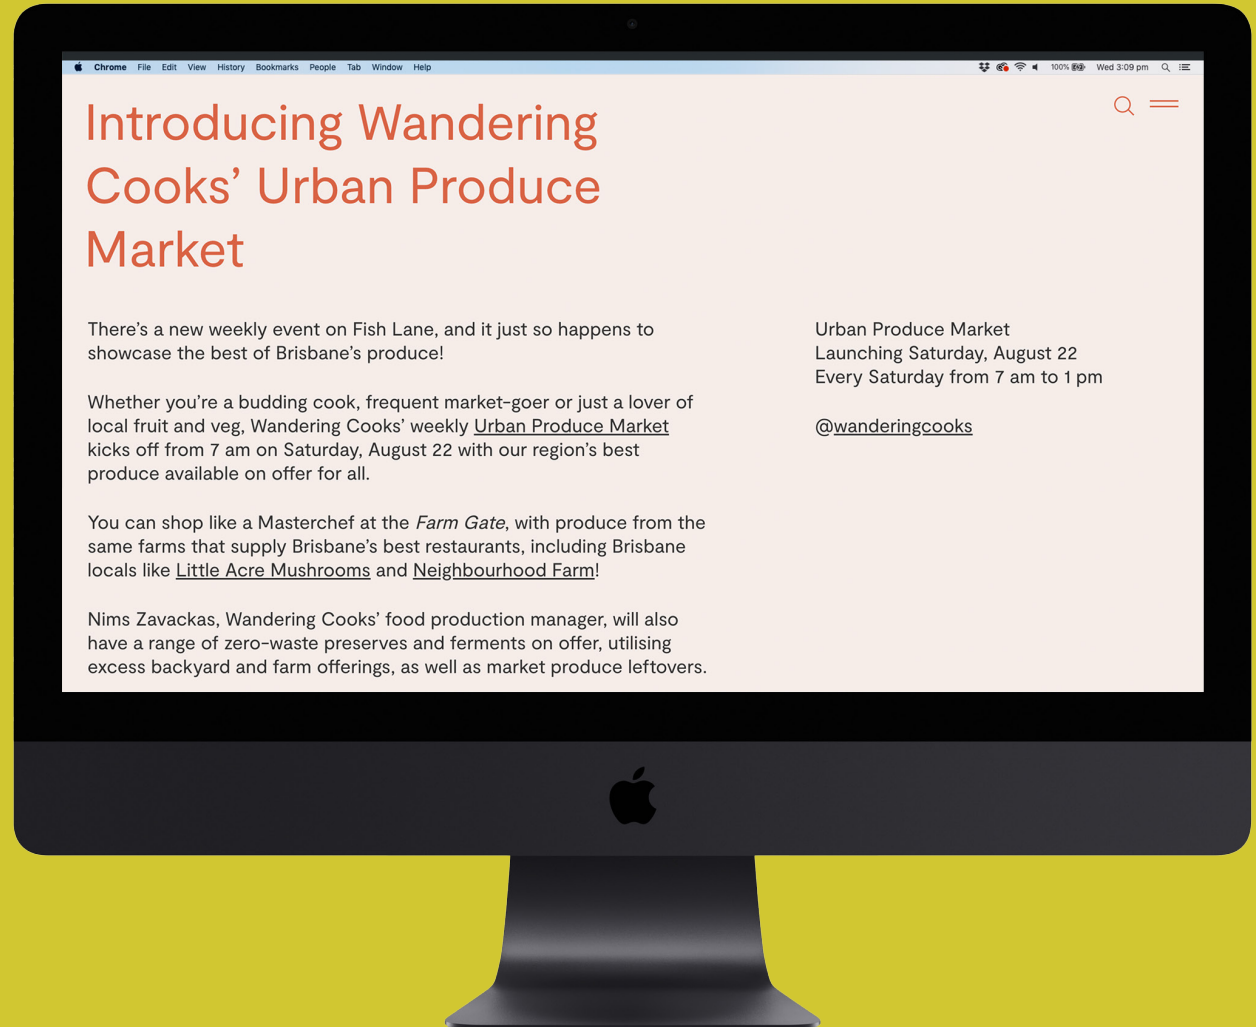 Chrome File Edit View History Bookmarks People Tab Window Help
100% Wed 3:09 pm
Introducing Wandering
Cooks’ Urban Produce
Market
There’s a new weekly event on Fish Lane, and it just so happens to
showcase the best of Brisbane’s produce!
Whether you’re a budding cook, frequent market-goer or just a lover of
local fruit and veg, Wandering Cooks’ weekly Urban Produce Market
kicks off from 7 am on Saturday, August 22 with our region’s best
produce available on offer for all.
You can shop like a Masterchef at the Farm Gate, with produce from the
same farms that supply Brisbane’s best restaurants, including Brisbane
locals like Little Acre Mushrooms and Neighbourhood Farm!
Nims Zavackas, Wandering Cooks’ food production manager, will also
have a range of zero-waste preserves and ferments on offer, utilising
excess backyard and farm offerings, as well as market produce leftovers.
Urban Produce Market
Launching Saturday, August 22
Every Saturday from 7 am to 1 pm
@wanderingcooks